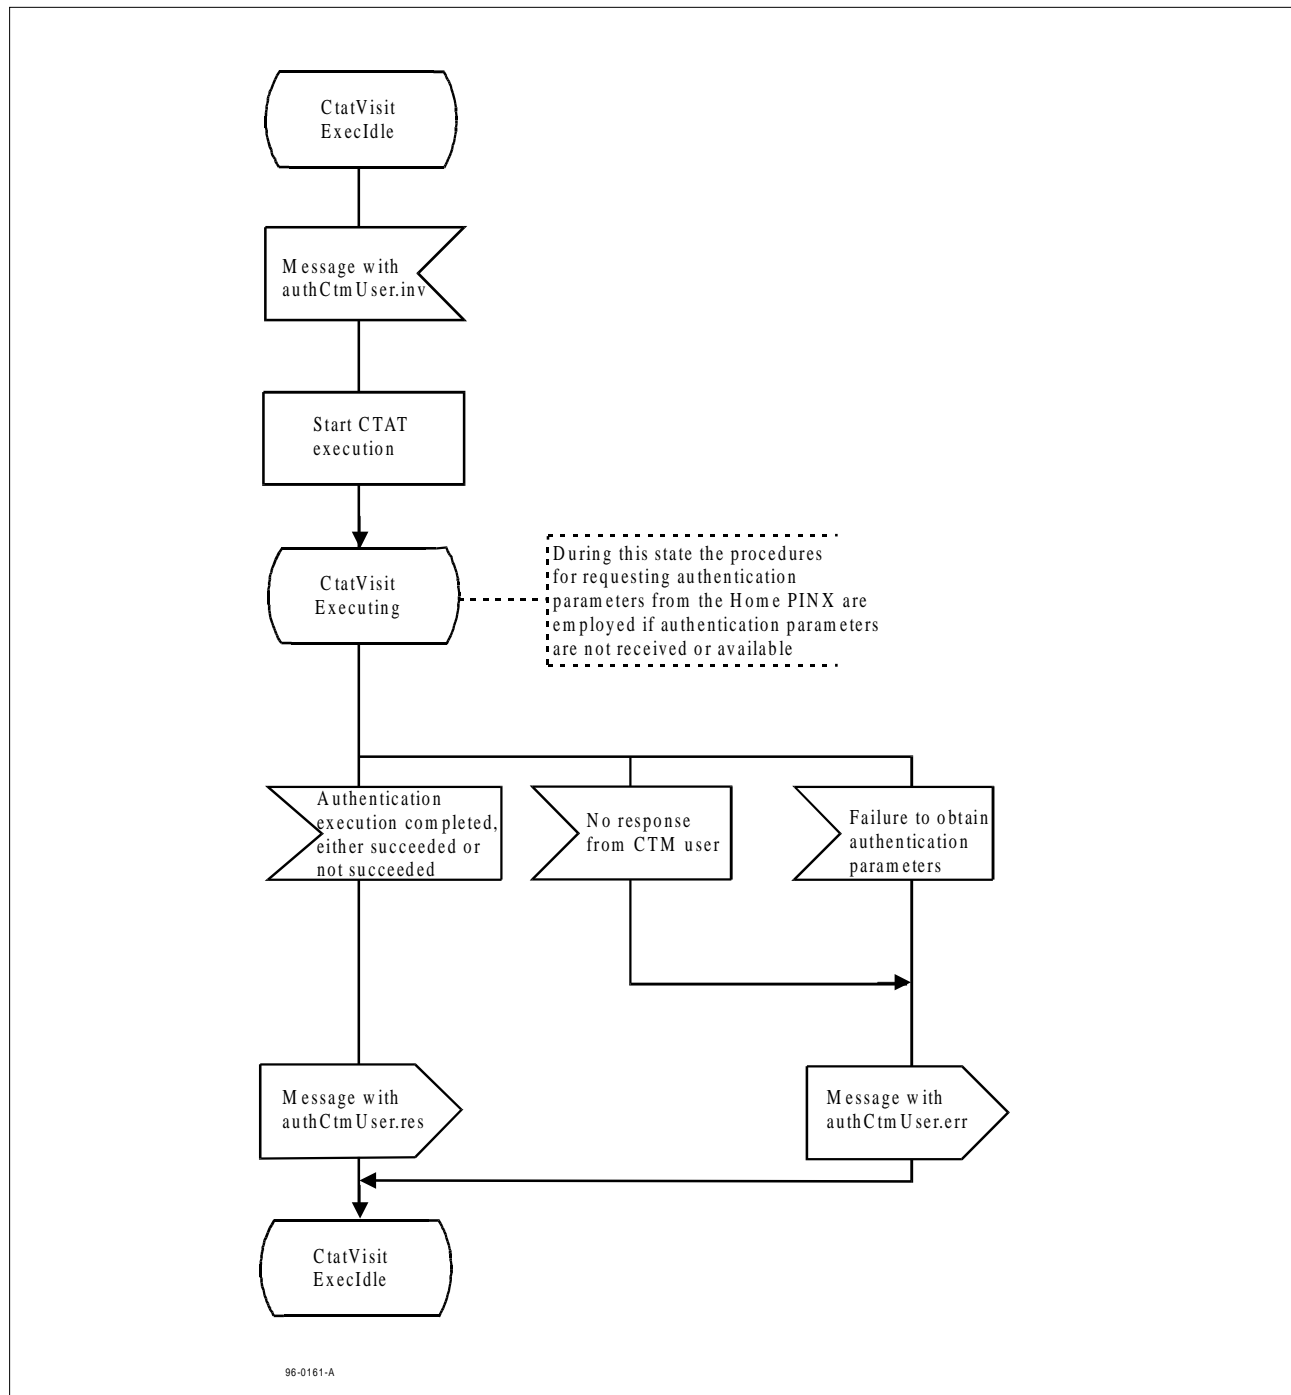 CtatVisit
ExecIdle
Message with
authCtmUser.inv
Start CTAT
execution
CtatVisit
Executing
During this state the procedures
for requesting authentication
parameters from the Home PINX are
employed if authentication parameters
are not received or available
Authentication
execution completed,
either succeeded or
not succeeded
No response
from CTM user
Failure to obtain
authentication
parameters
Message with
authCtmUser.res
Message with
authCtmUser.err
CtatVisit
ExecIdle
96-0161-A